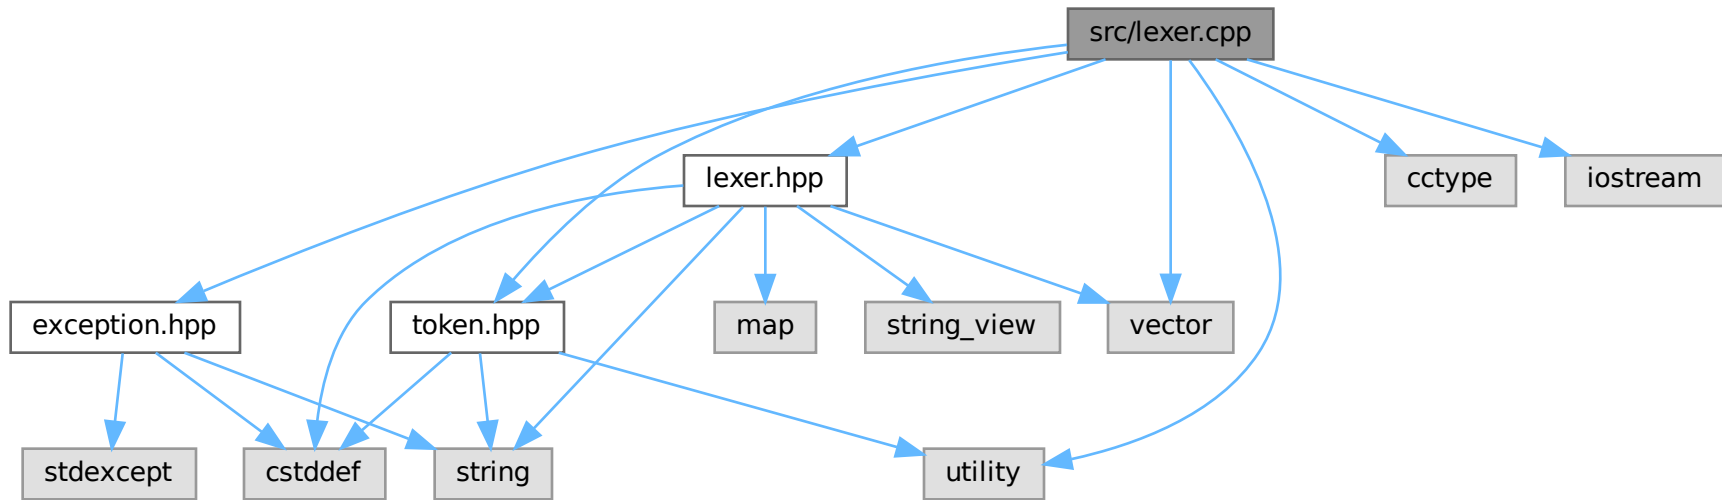 src/lexer.cpp
lexer.hpp
cctype
iostream
exception.hpp
token.hpp
map
string_view
vector
stdexcept
cstddef
string
utility